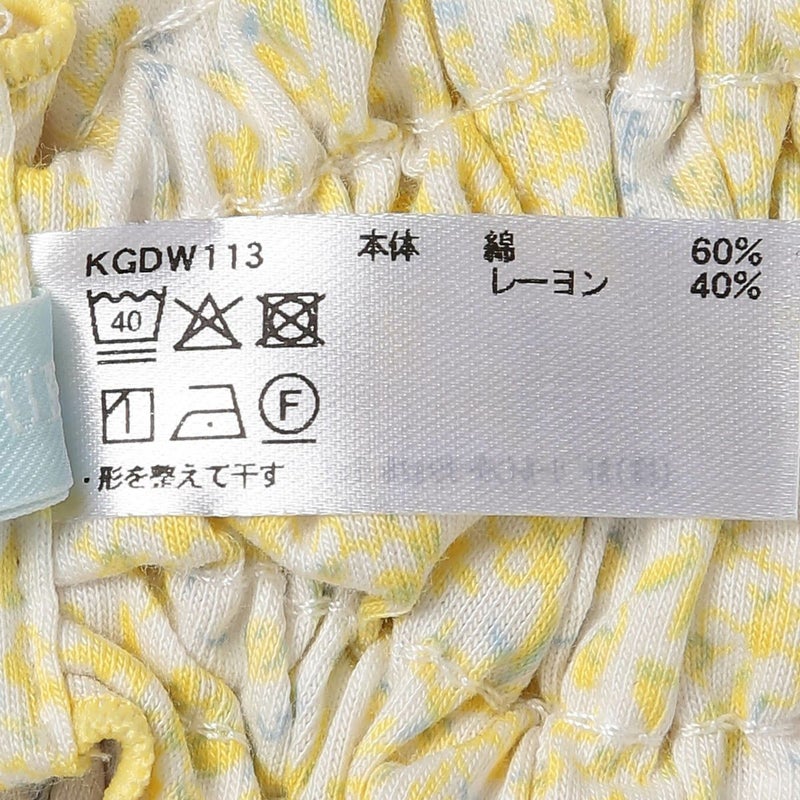 KGDW113
本体 綿 60%
レーヨン 40%
40
F
・形を整えて干す